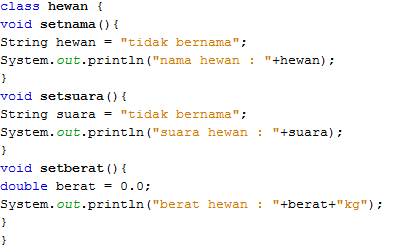 class hewan {
void setnama(){
String hewan = "tidak bernama";
System.out.println("nama hewan : "+hewan);
}
void setsuara(){
String suara = "tidak bernama";
System.out.println("suara hewan : "+suara);
}
void setberat(){
double berat = 0.0;
System.out.println("berat hewan : "+berat+"kg");
}
}